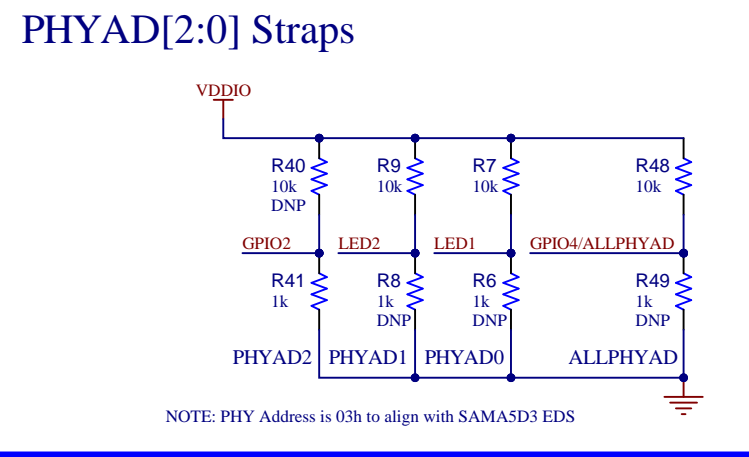 PHYAD[2:0] Straps
VDDIO
R40 R9 R7 R48
10k 10k 10k 10k
DNP
GPIO2 LED2 LED1 GPIO4/ALLPHYAD
R41 R8 R6 R49
1k 1k 1k 1k
DNP DNP DNP
PHYAD2 PHYAD1 PHYAD0 ALLPHYAD
NOTE: PHY Address is 03h to align with SAMA5D3 EDS